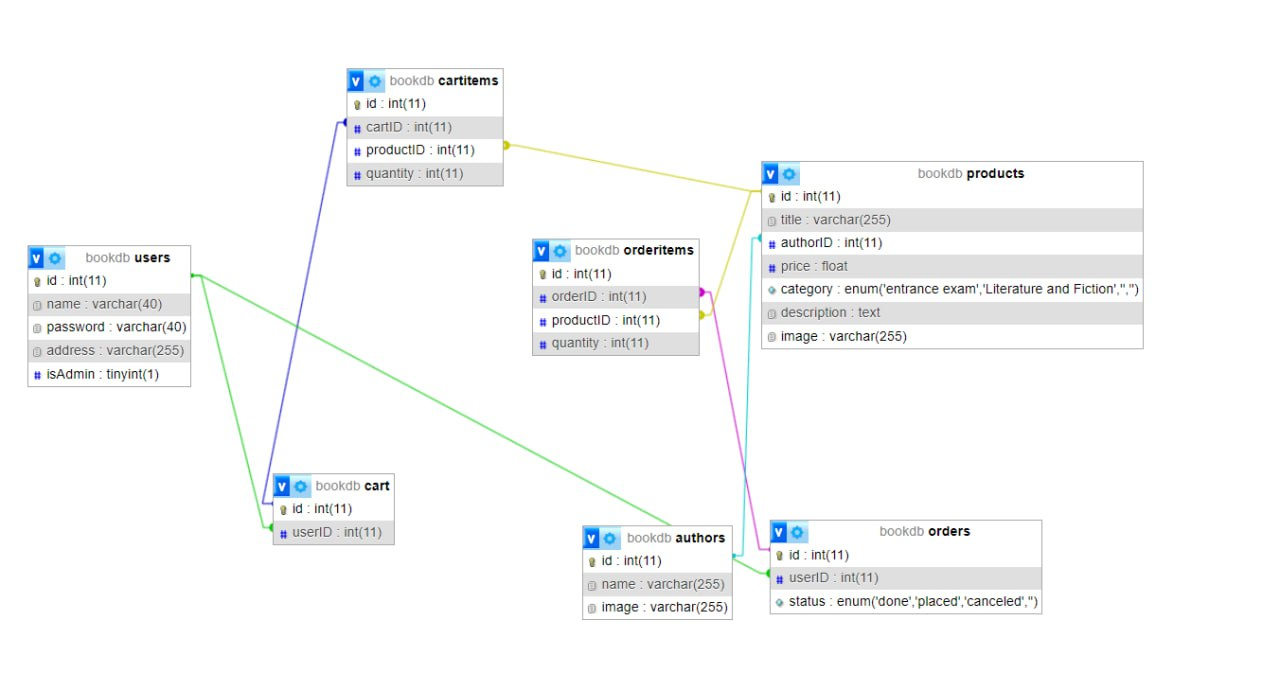 bookdb cartitems
id : int(11)
cartID : int(11)
productID : int(11)
quantity : int(11)
bookdb products
id : int(11)
title : varchar(255)
authorID : int(11)
price : float
category : enum('entrance exam','Literature and Fiction','','')
description : text
image : varchar(255)
bookdb orderitems
id : int(11)
orderID : int(11)
productID : int(11)
quantity : int(11)
bookdb users
id : int(11)
name : varchar(40)
password : varchar(40)
address : varchar(255)
isAdmin : tinyint(1)
bookdb cart
id : int(11)
userID : int(11)
bookdb authors
id : int(11)
name : varchar(255)
image : varchar(255)
bookdb orders
id : int(11)
userID : int(11)
status : enum('done','placed','canceled','')